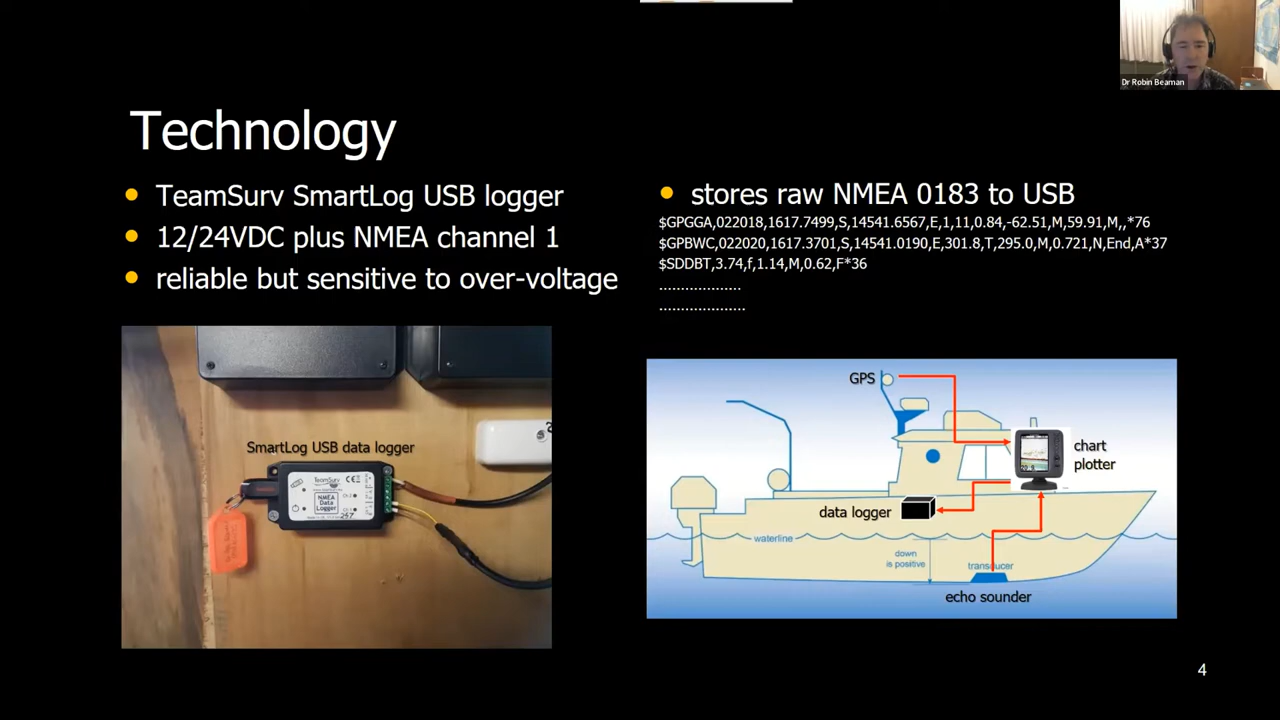 Dr Robin Beaman
Technology
TeamSurv SmartLog USB logger
12/24VDC plus NMEA channel 1
reliable but sensitive to over-voltage
stores raw NMEA 0183 to USB
$GPGGA,022018,1617.7499,S,14541.6567,E,1,11,0.84,-62.51,M,59.91,M,,*76
$GPBWC,022020,1617.3701,S,14541.0190,E,301.8,T,295.0,M,0.721,N,End,A*37
$SDDBT,3.74,f,1.14,M,0.62,F*36
...................
....................
SmartLog USB data logger
TeamSurv
NMEA
Data
Logger
GPS
chart
plotter
data logger
waterline
down
is positive
transducer
echo sounder
4